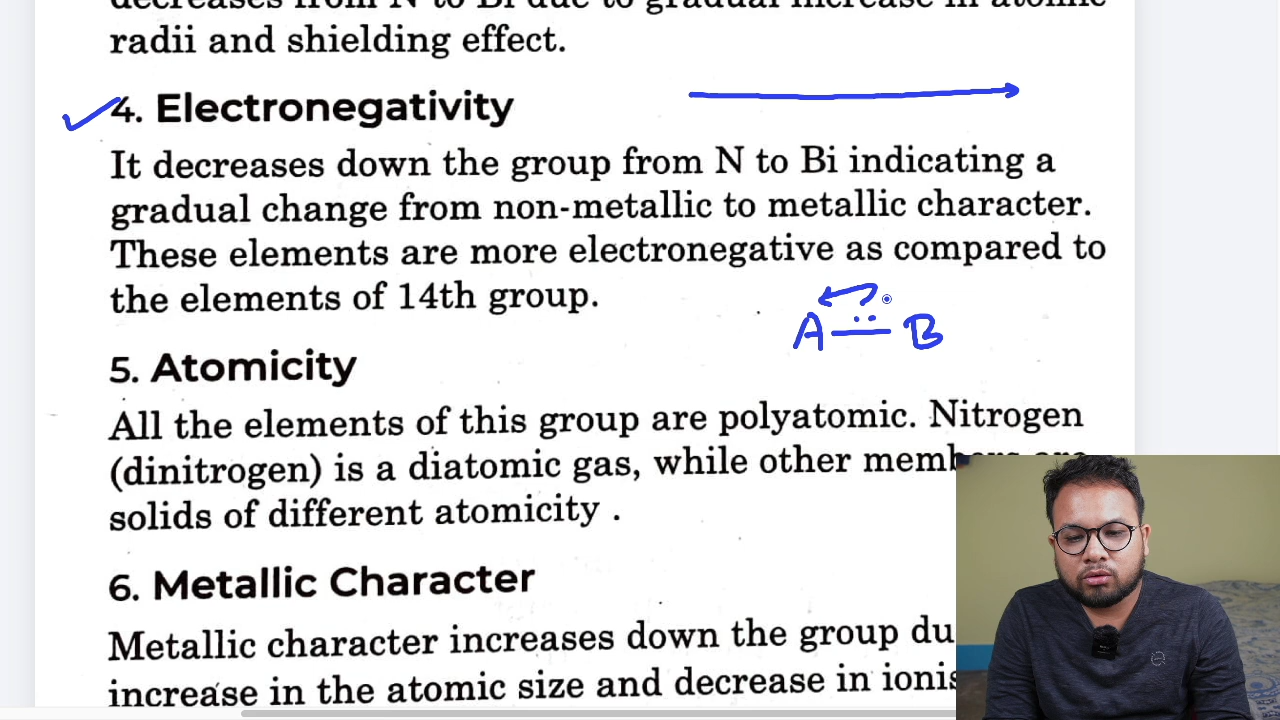 decreases from N to Bi due to gradual increase in atomic
radii and shielding effect.
4. Electronegativity
It decreases down the group from N to Bi indicating a
gradual change from non-metallic to metallic character.
These elements are more electronegative as compared to
the elements of 14th group.
A — B
5. Atomicity
All the elements of this group are polyatomic. Nitrogen
(dinitrogen) is a diatomic gas, while other members are
solids of different atomicity .
6. Metallic Character
Metallic character increases down the group du
increase in the atomic size and decrease in ionis